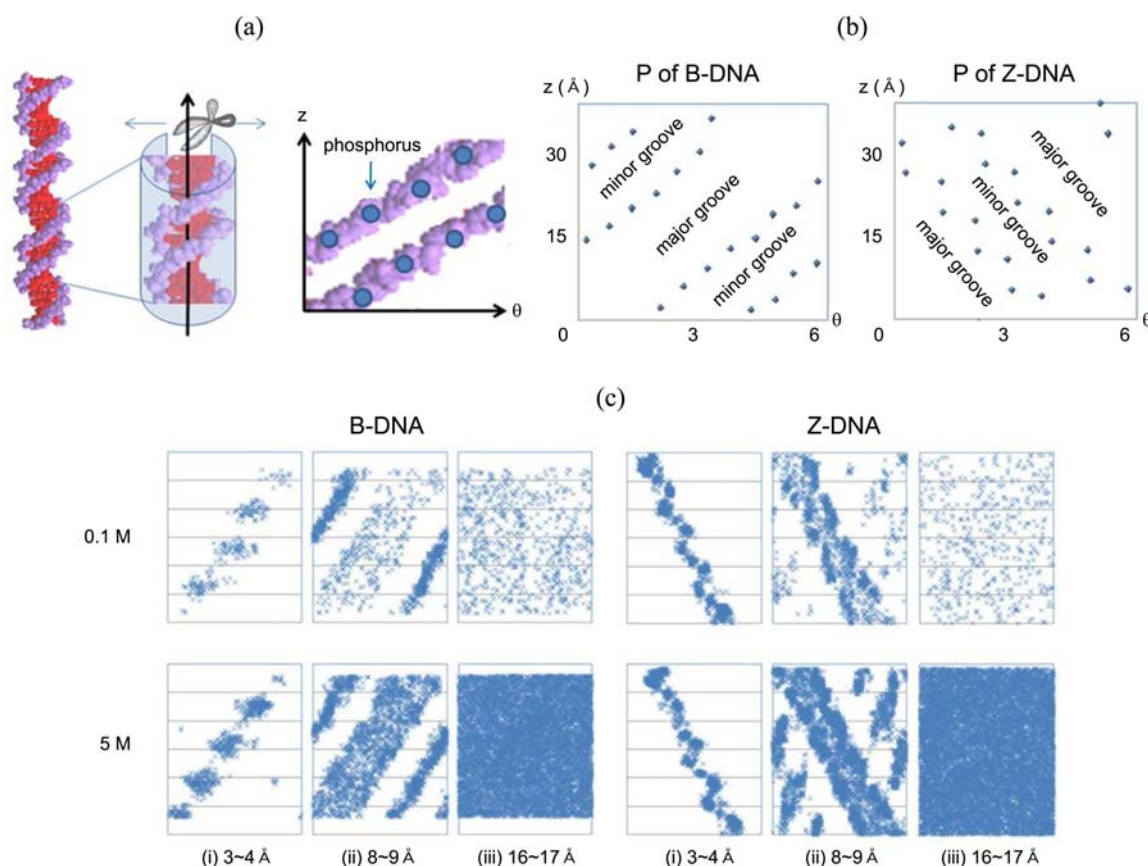 (a)
z
phosphorus
θ
(b)
P of B-DNA
z ( Å )
30
minor groove
major groove
15
minor groove
0
3
6
θ
P of Z-DNA
z ( Å )
30
major groove
minor groove
15
major groove
0
3
6
θ
(c)
B-DNA
Z-DNA
0.1 M
5 M
(i) 3~4 Å
(ii) 8~9 Å
(iii) 16~17 Å
(i) 3~4 Å
(ii) 8~9 Å
(iii) 16~17 Å